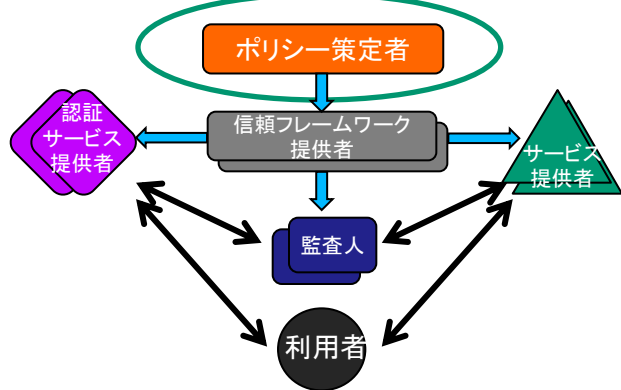 ポリシー策定者
信頼フレームワーク
提供者
認証
サービス
提供者
サービス
提供者
監査人
利用者